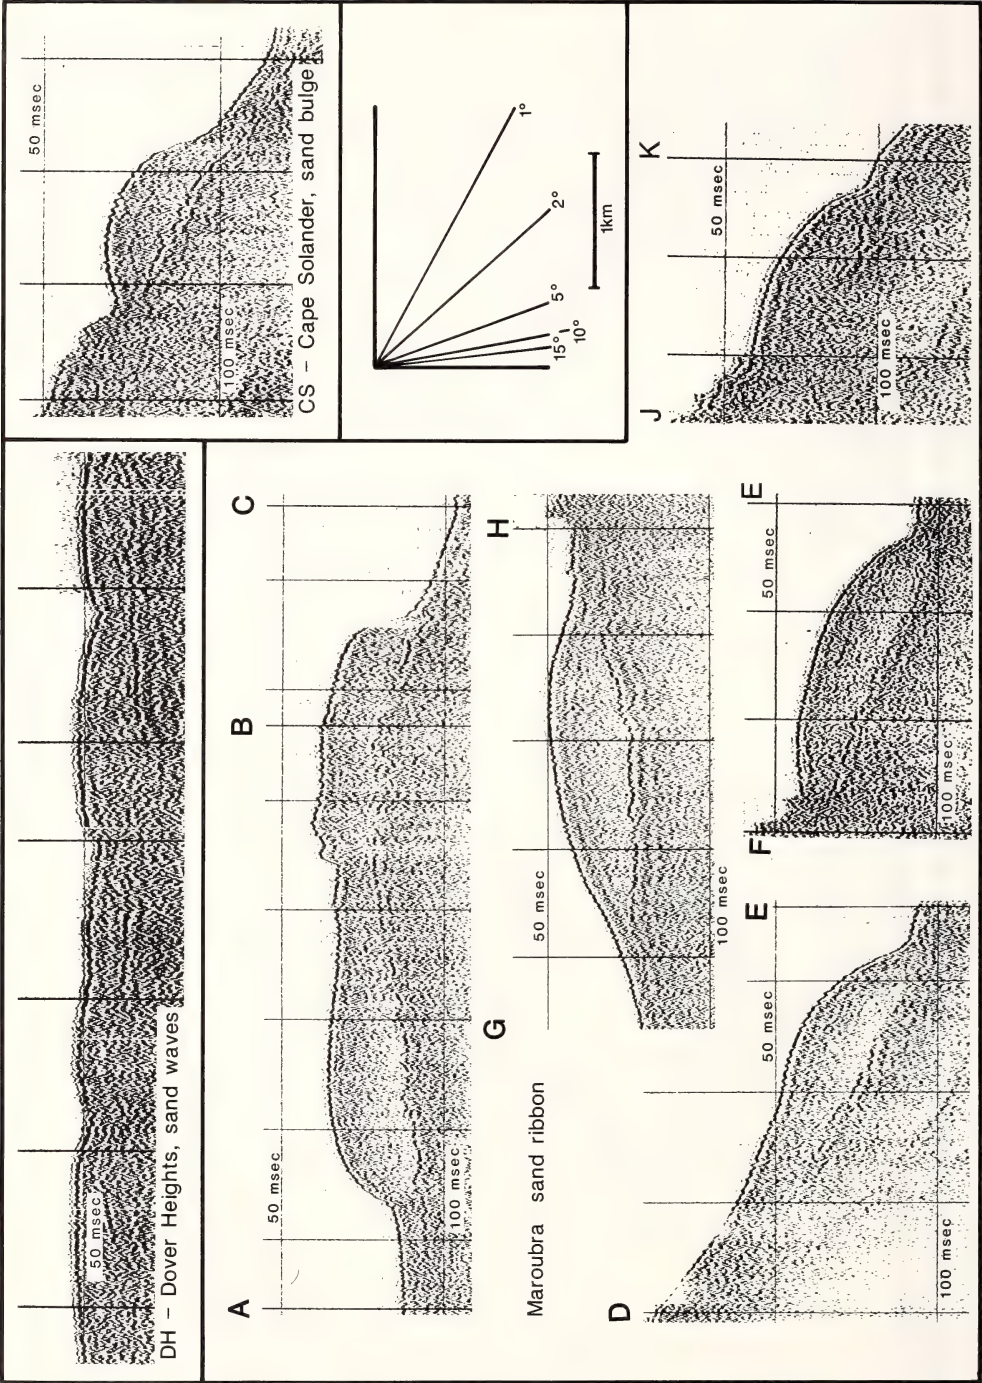 50 msec
DH – Dover Heights, sand waves
50 msec
100 msec
CS – Cape Solander, sand bulge
1°
2°
5°
10°
15°
1km
A
B
C
50 msec
100 msec
G
H
50 msec
100 msec
Maroubra sand ribbon
J
K
50 msec
100 msec
D
E
50 msec
100 msec
F
E
50 msec
100 msec